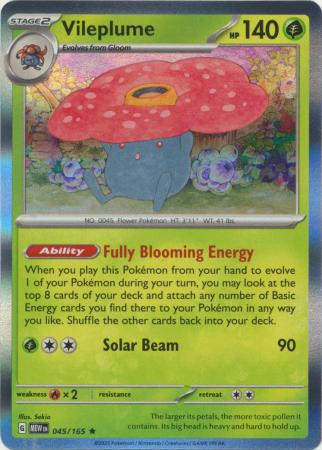 STAGE2
Vileplume
HP 140
Evolves from Gloom
NO. 0045 Flower Pokémon HT: 3'11" WT: 41 lbs.
Ability Fully Blooming Energy
When you play this Pokémon from your hand to evolve
1 of your Pokémon during your turn, you may look at the
top 8 cards of your deck and attach any number of Basic
Energy cards you find there to your Pokémon in any way
you like. Shuffle the other cards back into your deck.
Solar Beam 90
weakness ×2 resistance retreat
Illus. Sekio
G MEW EN 045/165 ★
The larger its petals, the more toxic pollen it
contains. Its big head is heavy and hard to hold up.
©2023 Pokémon / Nintendo / Creatures / GAME FREAK